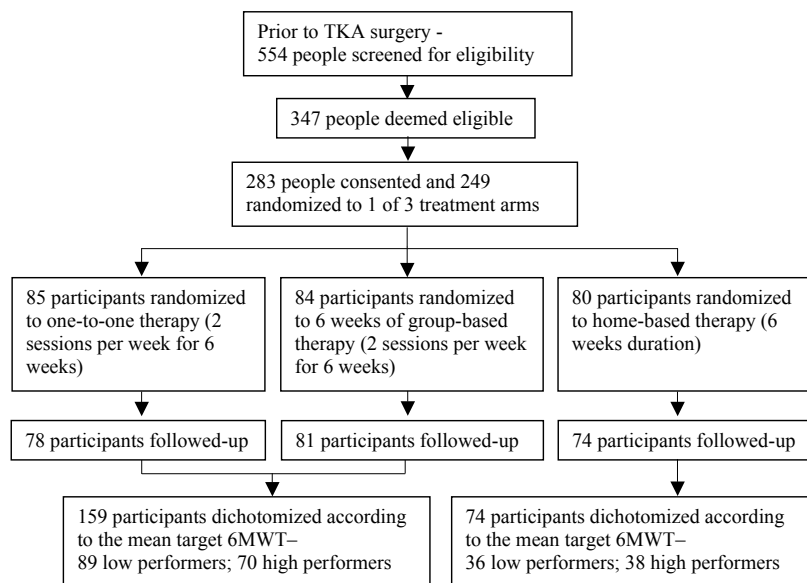 Prior to TKA surgery -
554 people screened for eligibility
347 people deemed eligible
283 people consented and 249
randomized to 1 of 3 treatment arms
85 participants randomized
to one-to-one therapy (2
sessions per week for 6
weeks)
84 participants randomized
to 6 weeks of group-based
therapy (2 sessions per week
for 6 weeks)
80 participants randomized
to home-based therapy (6
weeks duration)
78 participants followed-up
81 participants followed-up
74 participants followed-up
159 participants dichotomized according
to the mean target 6MWT–
89 low performers; 70 high performers
74 participants dichotomized according
to the mean target 6MWT–
36 low performers; 38 high performers